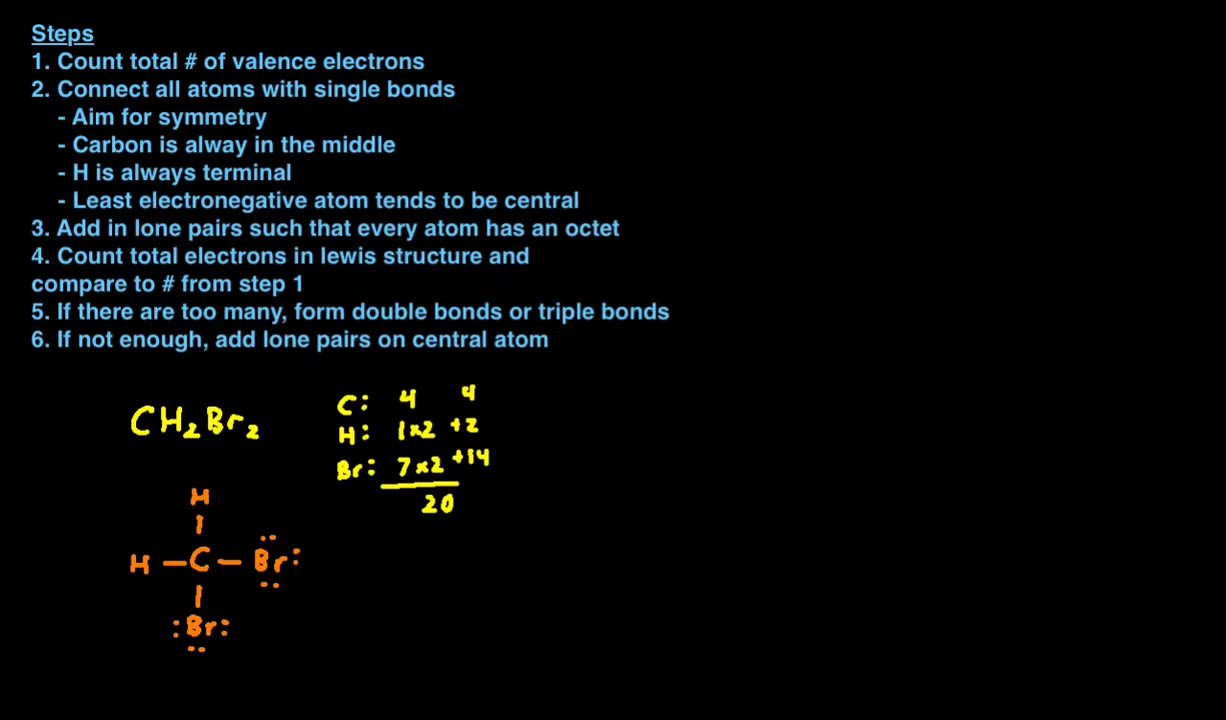 Steps
1. Count total # of valence electrons
2. Connect all atoms with single bonds
- Aim for symmetry
- Carbon is alway in the middle
- H is always terminal
- Least electronegative atom tends to be central
3. Add in lone pairs such that every atom has an octet
4. Count total electrons in lewis structure and
compare to # from step 1
5. If there are too many, form double bonds or triple bonds
6. If not enough, add lone pairs on central atom
CH₂Br₂
C: 4 4
H: 1×2 +2
Br: 7×2 +14
20
H
H – C – Br
Br